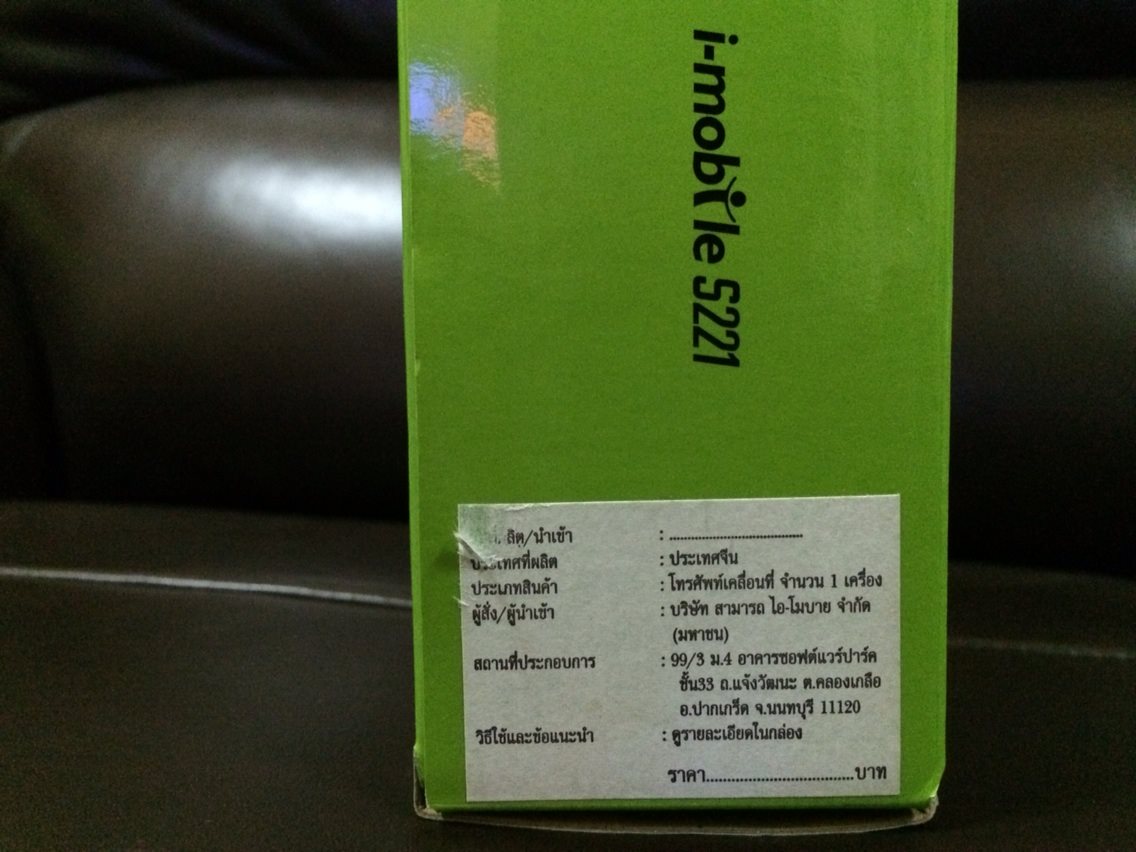 i-mobile S221
ลิต/นำเข้า : ..................................
ประเทศที่ผลิต : ประเทศจีน
ประเภทสินค้า : โทรศัพท์เคลื่อนที่ จำนวน 1 เครื่อง
ผู้สั่ง/ผู้นำเข้า : บริษัท สามารถ ไอ-โมบาย จำกัด
(มหาชน)
สถานที่ประกอบการ : 99/3 ม.4 อาคารซอฟต์แวร์ปาร์ค
ชั้น33 ถ.แจ้งวัฒนะ ต.คลองเกลือ
อ.ปากเกร็ด จ.นนทบุรี 11120
วิธีใช้และข้อแนะนำ : ดูรายละเอียดในกล่อง
ราคา...................................บาท